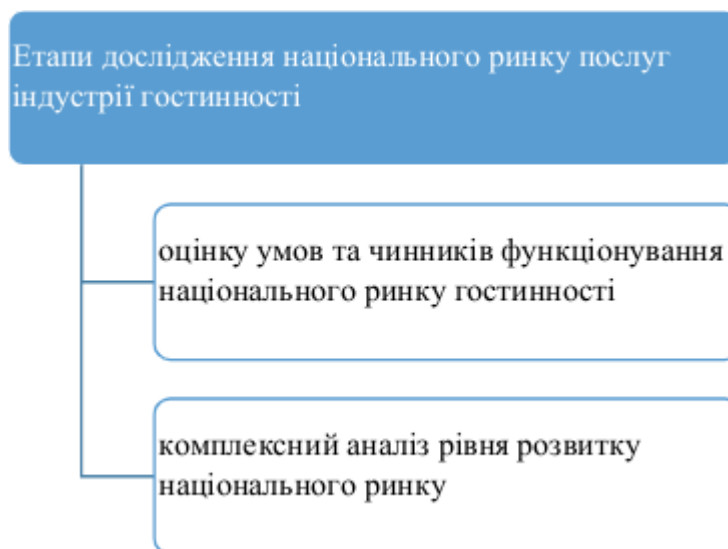 Етапи дослідження національного ринку послуг
індустрії гостинності
оцінку умов та чинників функціонування
національного ринку гостинності
комплексний аналіз рівня розвитку
національного ринку